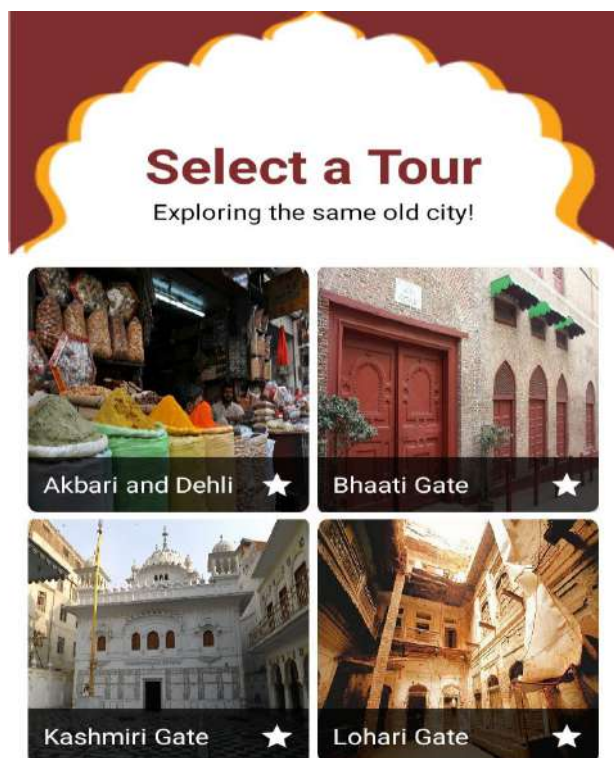 Select a Tour
Exploring the same old city!
Akbari and Dehli
Bhaati Gate
Kashmiri Gate
Lohari Gate